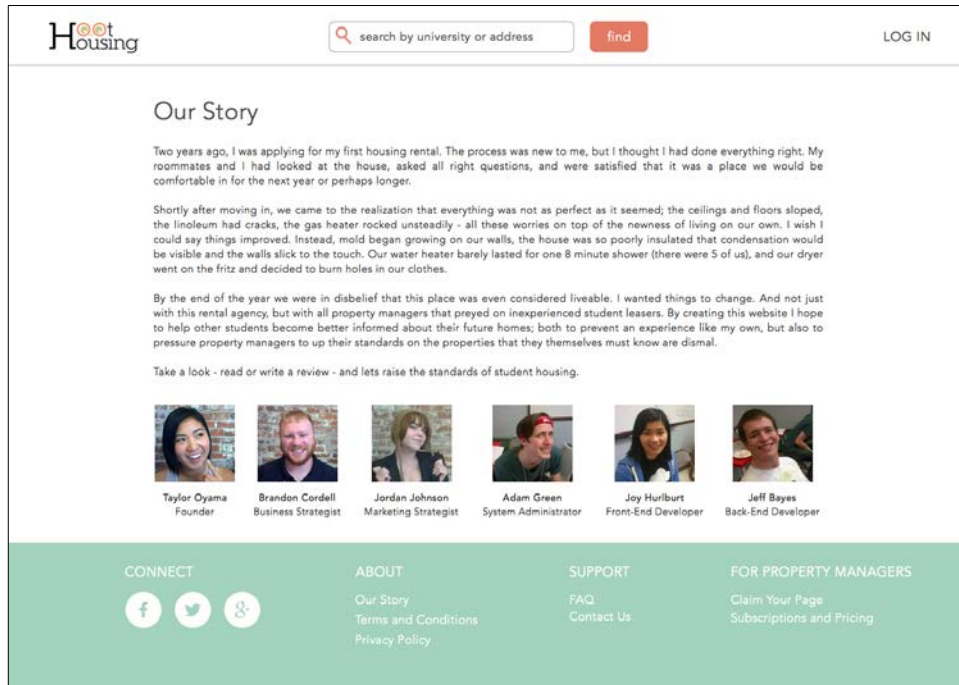 Hoot
Housing
search by university or address
find
LOG IN
Our Story
Two years ago, I was applying for my first housing rental. The process was new to me, but I thought I had done everything right. My
roommates and I had looked at the house, asked all right questions, and were satisfied that it was a place we would be
comfortable in for the next year or perhaps longer.
Shortly after moving in, we came to the realization that everything was not as perfect as it seemed; the ceilings and floors sloped,
the linoleum had cracks, the gas heater rocked unsteadily - all these worries on top of the newness of living on our own. I wish I
could say things improved. Instead, mold began growing on our walls, the house was so poorly insulated that condensation would
be visible and the walls slick to the touch. Our water heater barely lasted for one 8 minute shower (there were 5 of us), and our dryer
went on the fritz and decided to burn holes in our clothes.
By the end of the year we were in disbelief that this place was even considered liveable. I wanted things to change. And not just
with this rental agency, but with all property managers that preyed on inexperienced student leasers. By creating this website I hope
to help other students become better informed about their future homes; both to prevent an experience like my own, but also to
pressure property managers to up their standards on the properties that they themselves must know are dismal.
Take a look - read or write a review - and lets raise the standards of student housing.
Taylor Oyama
Founder
Brandon Cordell
Business Strategist
Jordan Johnson
Marketing Strategist
Adam Green
System Administrator
Joy Hurlburt
Front-End Developer
Jeff Bayes
Back-End Developer
CONNECT
f
g+
ABOUT
Our Story
Terms and Conditions
Privacy Policy
SUPPORT
FAQ
Contact Us
FOR PROPERTY MANAGERS
Claim Your Page
Subscriptions and Pricing